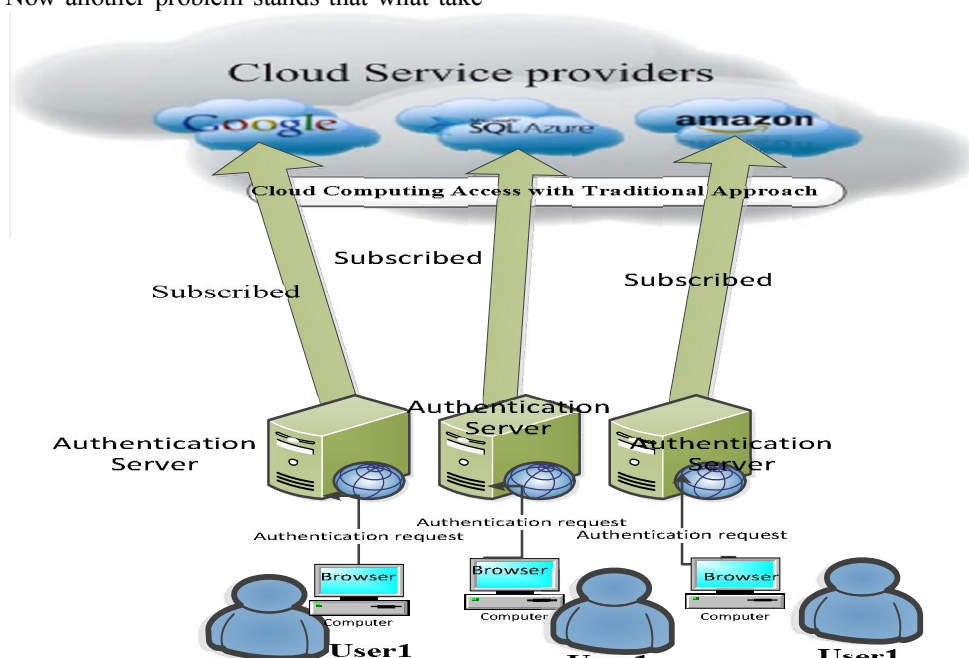 Now another problem stands that what take
Cloud Service providers
Google
Microsoft
SQL Azure
amazon
Cloud Computing Access with Traditional Approach
Subscribed
Subscribed
Subscribed
Authentication
Server
Authentication
Server
Authentication
Server
Authentication request
Authentication request
Authentication request
Browser
Browser
Browser
Computer
Computer
Computer
User1
User1
User1